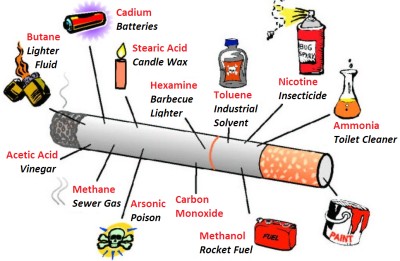 Cadium
Batteries
Butane
Lighter
Fluid
Stearic Acid
Candle Wax
BUG
SPRAY
Hexamine
Barbecue
Lighter
Toluene
Industrial
Solvent
Nicotine
Insecticide
Ammonia
Toilet Cleaner
Acetic Acid
Vinegar
Methane
Sewer Gas
Arsonic
Poison
Carbon
Monoxide
Methanol
Rocket Fuel
FUEL
PAINT